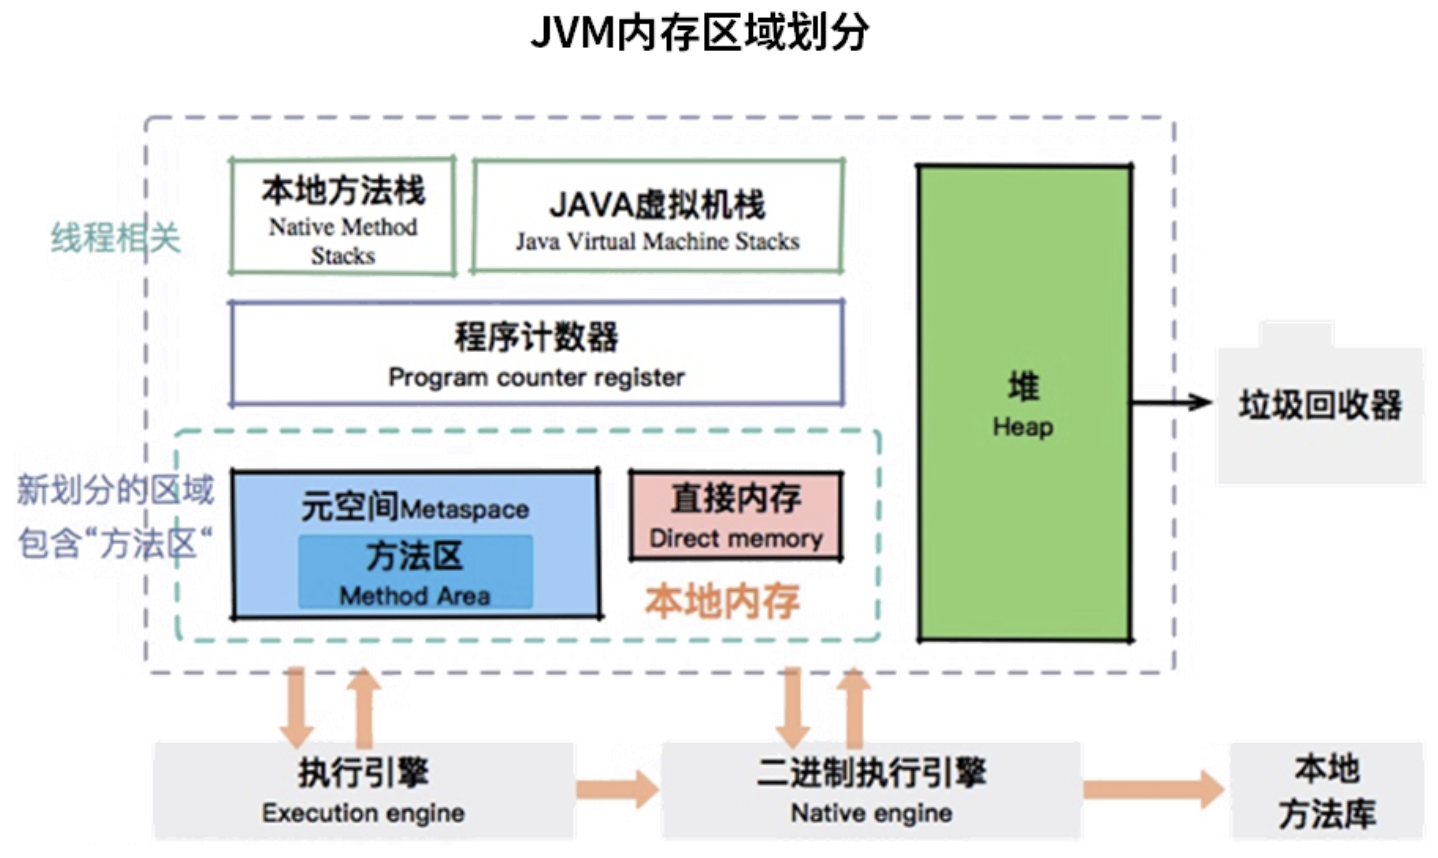 JVM内存区域划分
线程相关
本地方法栈
Native Method
Stacks
JAVA虚拟机栈
Java Virtual Machine Stacks
程序计数器
Program counter register
堆
Heap
垃圾回收器
新划分的区域
包含“方法区“
元空间Metaspace
方法区
Method Area
直接内存
Direct memory
本地内存
执行引擎
Execution engine
二进制执行引擎
Native engine
本地
方法库